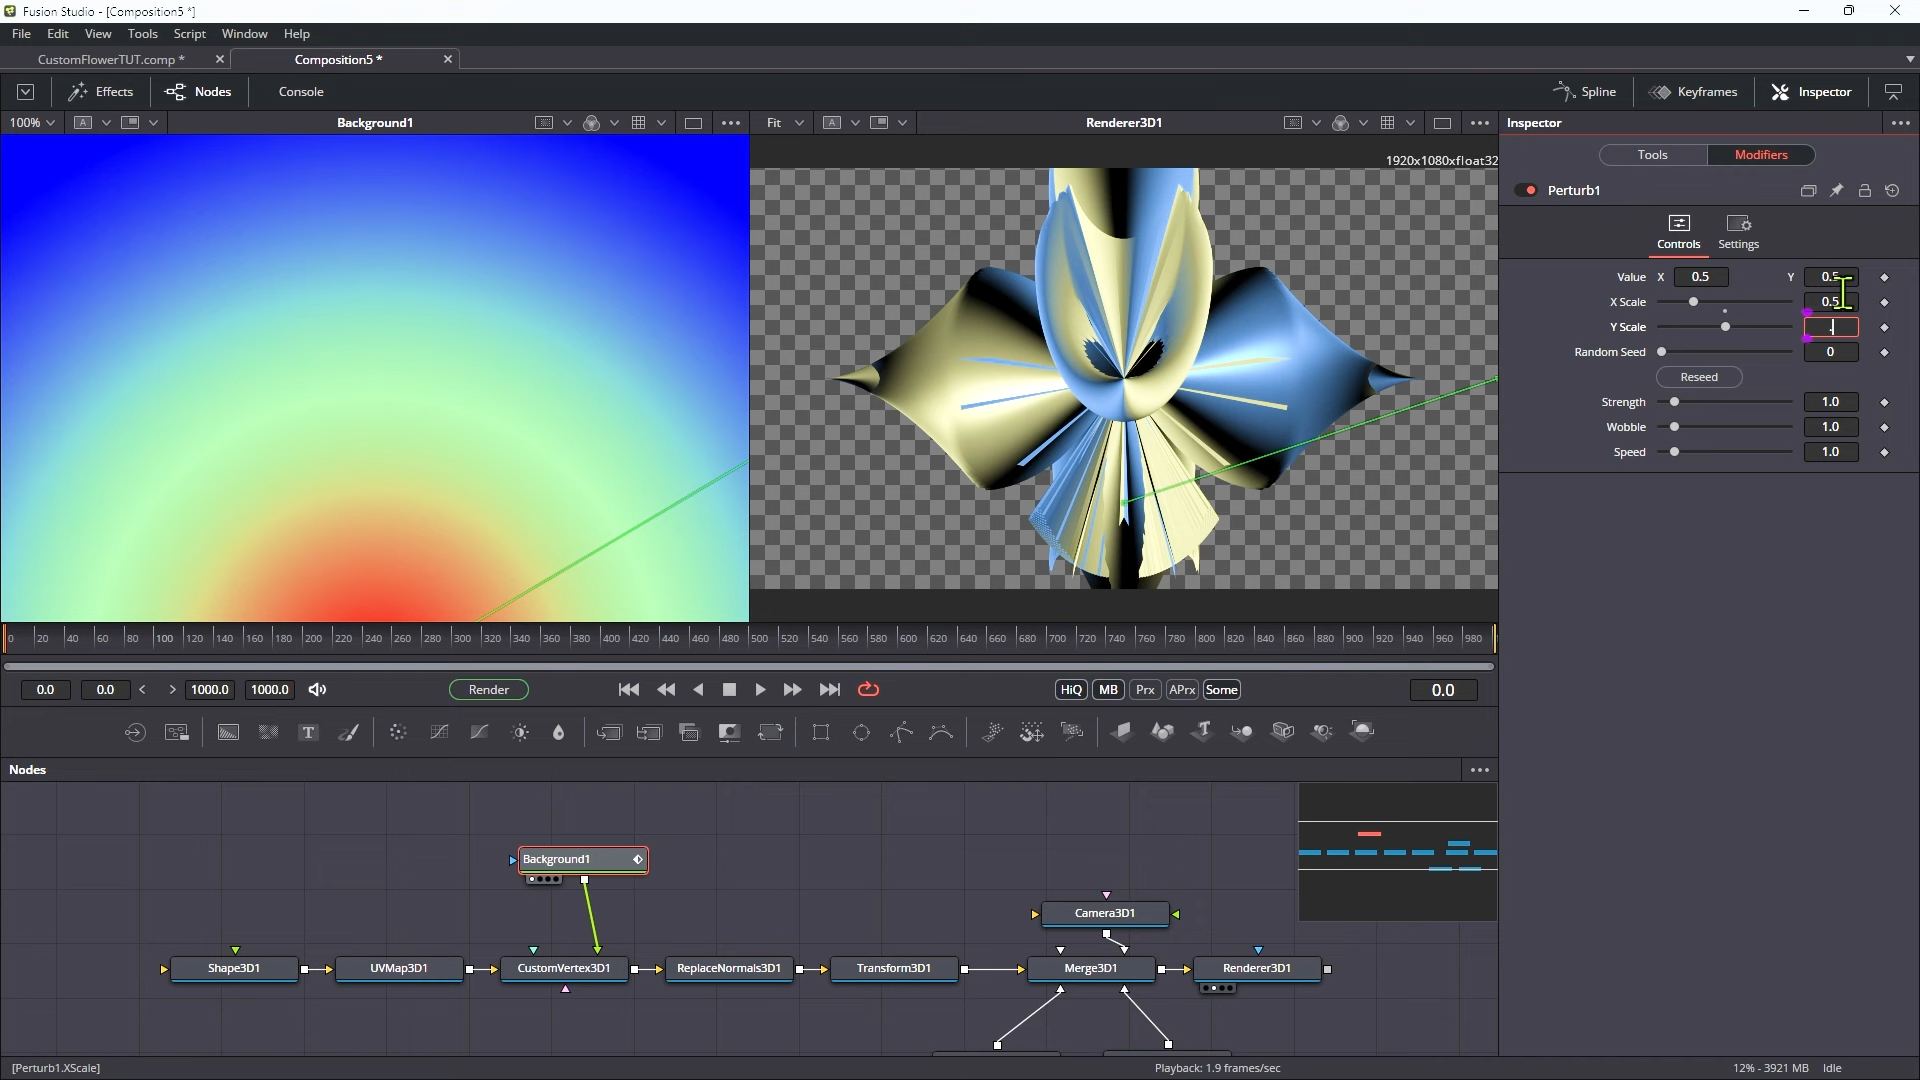 Fusion Studio - [Composition5 *]
File Edit View Tools Script Window Help
CustomFlowerTUT.comp * Composition5 *
Effects Nodes Console Spline Keyframes Inspector
100% A Background1 Fit A Renderer3D1 Inspector
1920x1080xfloat32
Tools Modifiers
Perturb1
Controls Settings
Value X 0.5 Y 0.5
X Scale 0.5
Y Scale .
Random Seed 0
Reseed
Strength 1.0
Wobble 1.0
Speed 1.0
0 20 40 60 80 100 120 140 160 180 200 220 240 260 280 300 320 340 360 380 400 420 440 460 480 500 520 540 560 580 600 620 640 660 680 700 720 740 760 780 800 820 840 860 880 900 920 940 960 980
0.0 0.0 < > 1000.0 1000.0 Render HiQ MB Prx APrx Some 0.0
T T
Nodes
Background1
Camera3D1
Shape3D1 UVMap3D1 CustomVertex3D1 ReplaceNormals3D1 Transform3D1 Merge3D1 Renderer3D1
[Perturb1.XScale] Playback: 1.9 frames/sec 12% - 3921 MB Idle